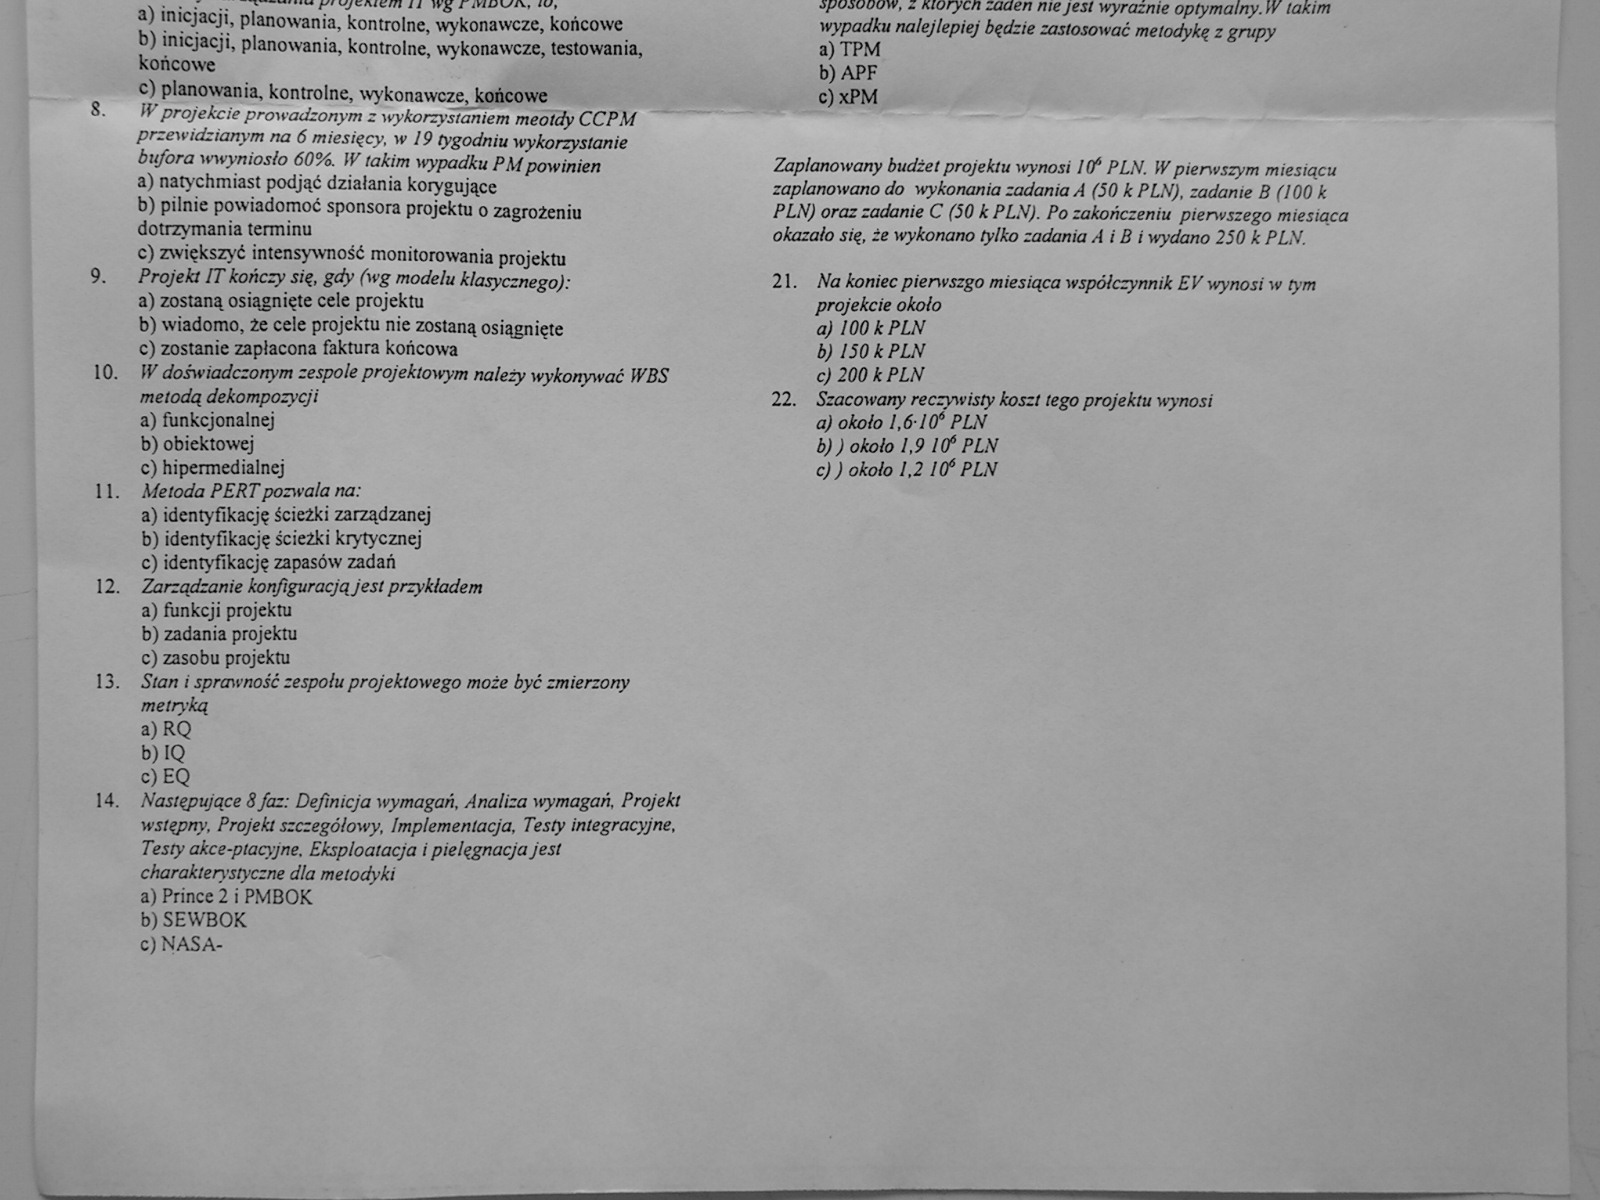 projektem IT wg PMBOK, to,
a) inicjacji, planowania, kontrolne, wykonawcze, końcowe
b) inicjacji, planowania, kontrolne, wykonawcze, testowania,
końcowe
c) planowania, kontrolne, wykonawcze, końcowe
8. W projekcie prowadzonym z wykorzystaniem meotdy CCPM
przewidzianym na 6 miesięcy, w 19 tygodniu wykorzystanie
bufora wwyniosło 60%. W takim wypadku PM powinien
a) natychmiast podjąć działania korygujące
b) pilnie powiadomoć sponsora projektu o zagrożeniu
dotrzymania terminu
c) zwiększyć intensywność monitorowania projektu
9. Projekt IT kończy się, gdy (wg modelu klasycznego):
a) zostaną osiągnięte cele projektu
b) wiadomo, że cele projektu nie zostaną osiągnięte
c) zostanie zapłacona faktura końcowa
10. W doświadczonym zespole projektowym należy wykonywać WBS
metodą dekompozycji
a) funkcjonalnej
b) obiektowej
c) hipermedialnej
11. Metoda PERT pozwala na:
a) identyfikację ścieżki zarządzanej
b) identyfikację ścieżki krytycznej
c) identyfikację zapasów zadań
12. Zarządzanie konfiguracją jest przykładem
a) funkcji projektu
b) zadania projektu
c) zasobu projektu
13. Stan i sprawność zespołu projektowego może być zmierzony
metryką
a) RQ
b) IQ
c) EQ
14. Następujące 8 faz: Definicja wymagań, Analiza wymagań, Projekt
wstępny, Projekt szczegółowy, Implementacja, Testy integracyjne,
Testy akce-ptacyjne, Eksploatacja i pielęgnacja jest
charakterystyczne dla metodyki
a) Prince 2 i PMBOK
b) SEWBOK
c) NASA-
sposobów, z których żaden nie jest wyraźnie optymalny. W takim
wypadku nalejlepiej będzie zastosować metodykę z grupy
a) TPM
b) APF
c) xPM
Zaplanowany budżet projektu wynosi 10⁶ PLN. W pierwszym miesiącu
zaplanowano do wykonania zadania A (50 k PLN), zadanie B (100 k
PLN) oraz zadanie C (50 k PLN). Po zakończeniu pierwszego miesiąca
okazało się, że wykonano tylko zadania A i B i wydano 250 k PLN.
21. Na koniec pierwszgo miesiąca współczynnik EV wynosi w tym
projekcie około
a) 100 k PLN
b) 150 k PLN
c) 200 k PLN
22. Szacowany reczywisty koszt tego projektu wynosi
a) około 1,6·10⁶ PLN
b) ) około 1,9 10⁶ PLN
c) ) około 1,2 10⁶ PLN